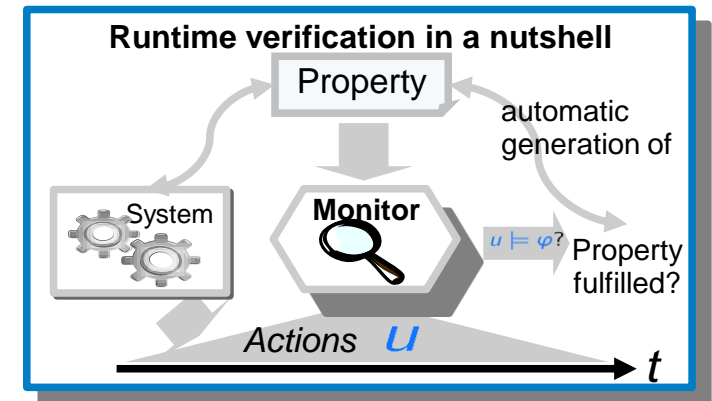 Runtime verification in a nutshell
Property
automatic
generation of
System
Monitor
u ⊨ φ?
Property
fulfilled?
Actions u
t